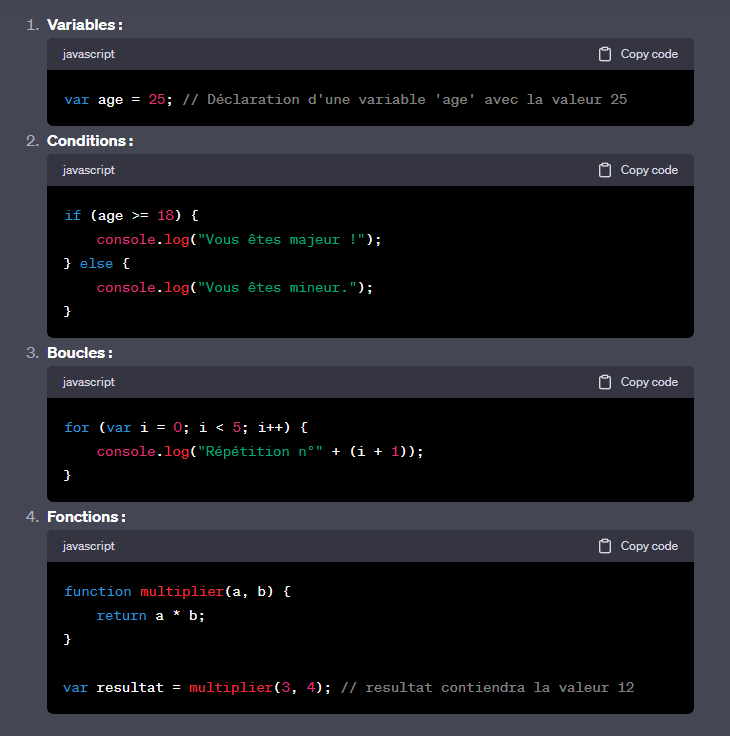 1. Variables :
javascript Copy code
var age = 25; // Déclaration d'une variable 'age' avec la valeur 25
2. Conditions :
javascript Copy code
if (age >= 18) {
    console.log("Vous êtes majeur !");
} else {
    console.log("Vous êtes mineur.");
}
3. Boucles :
javascript Copy code
for (var i = 0; i < 5; i++) {
    console.log("Répétition n°" + (i + 1));
}
4. Fonctions :
javascript Copy code
function multiplier(a, b) {
    return a * b;
}
var resultat = multiplier(3, 4); // resultat contiendra la valeur 12